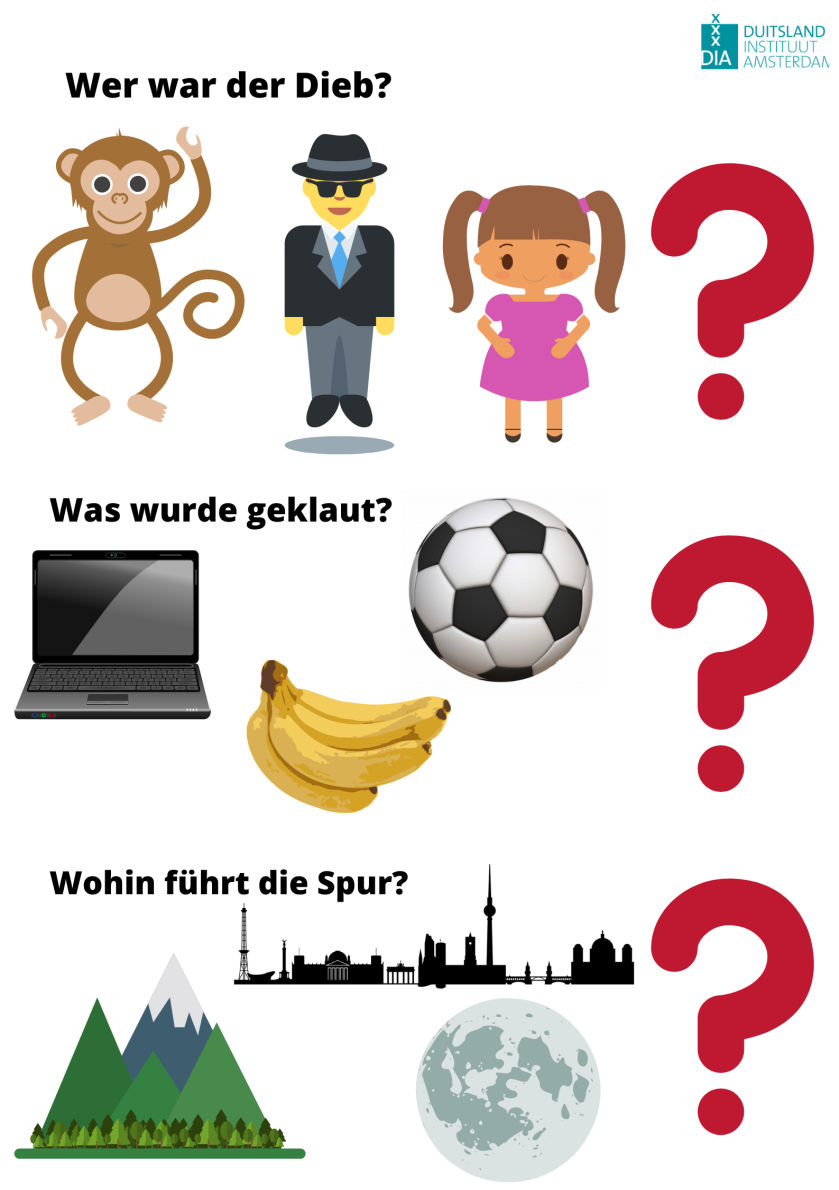 DUITSLAND
INSTITUUT
DIA AMSTERDAM
Wer war der Dieb?
Was wurde geklaut?
Wohin führt die Spur?